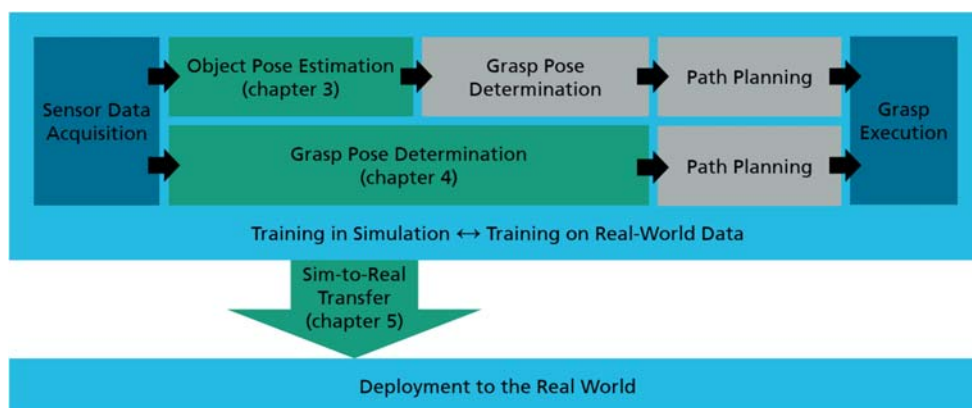 Sensor Data
Acquisition
Object Pose Estimation
(chapter 3)
Grasp Pose
Determination
Path Planning
Grasp
Execution
Grasp Pose Determination
(chapter 4)
Path Planning
Training in Simulation ↔ Training on Real-World Data
Sim-to-Real
Transfer
(chapter 5)
Deployment to the Real World